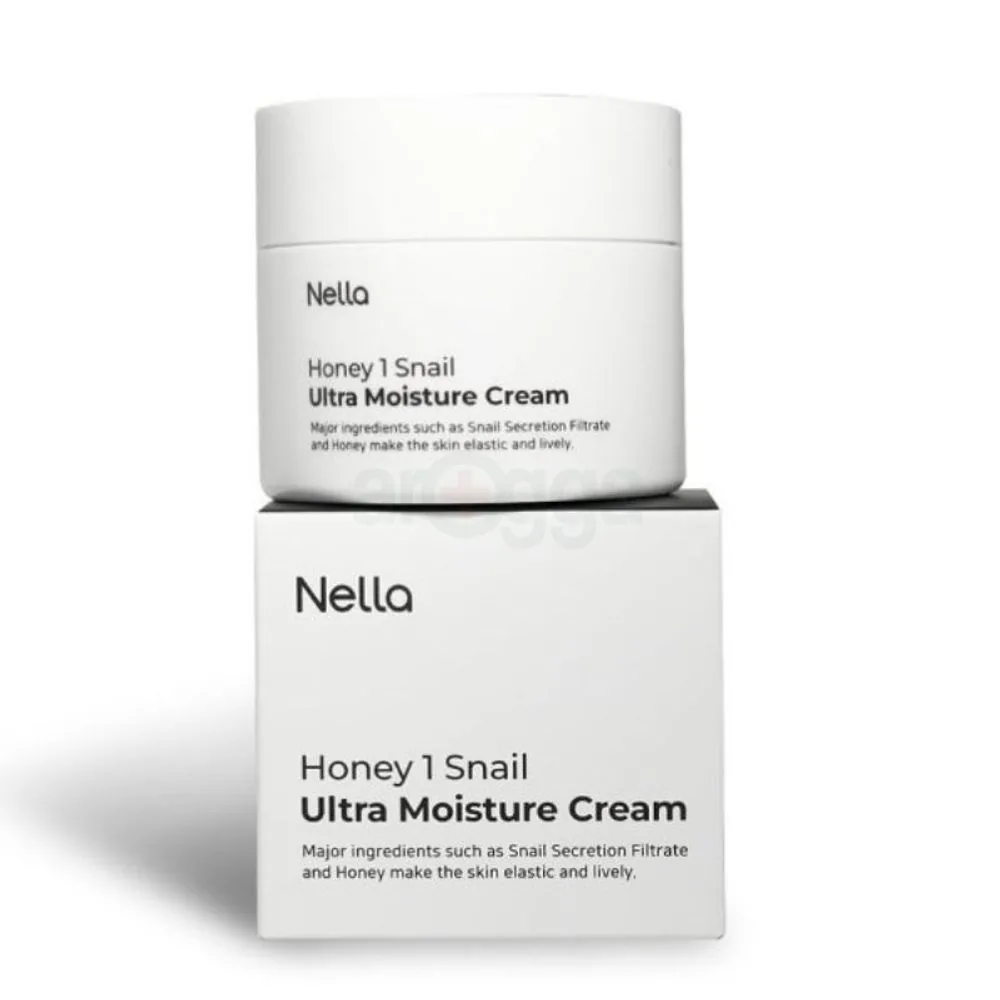 Nella
Honey 1 Snail
Ultra Moisture Cream
Major ingredients such as Snail Secretion Filtrate
and Honey make the skin elastic and lively.
arogga
Nella
Honey 1 Snail
Ultra Moisture Cream
Major ingredients such as Snail Secretion Filtrate
and Honey make the skin elastic and lively.